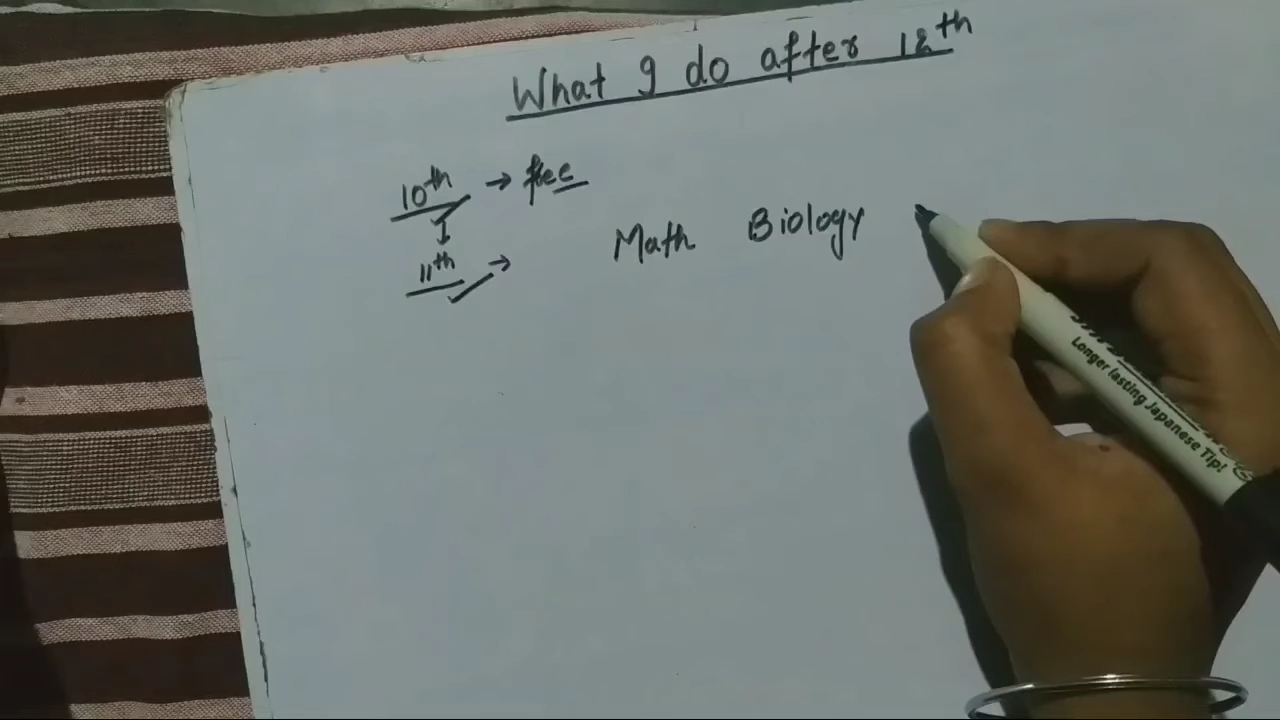 What I do after 12th
10th → free
11th →
Math Biology
Longer lasting Japanese Tip!